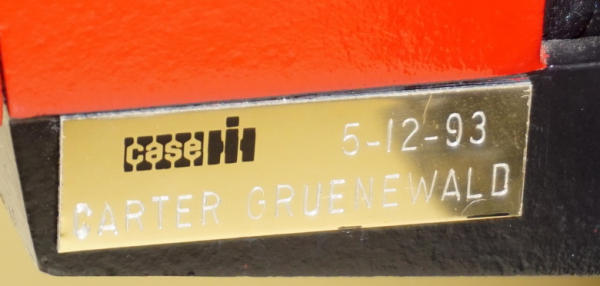 case IH 5-12-93
CARTER GRUENEWALD